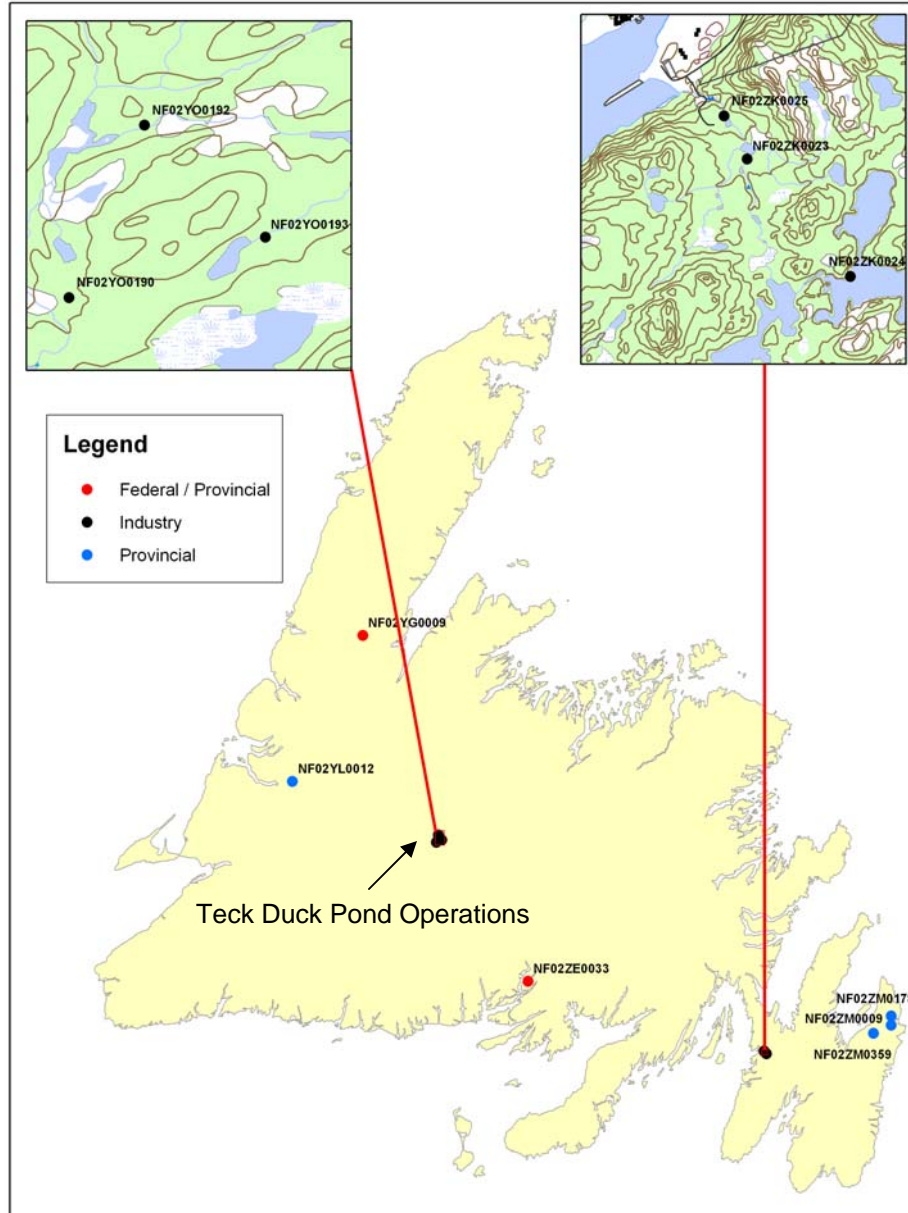 NF02YO0192
NF02YO0193
NF02YO0190
NF02ZK0025
NF02ZK0023
NF02ZK0024
Legend
Federal / Provincial
Industry
Provincial
NF02YG0009
NF02YL0012
Teck Duck Pond Operations
NF02ZE0033
NF02ZM0009
NF02ZM0359